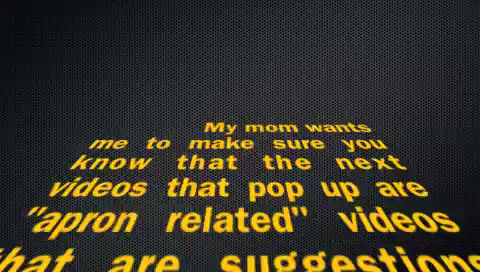 My mom wants
me to make sure you
know that the next
videos that pop up are
"apron related" videos
that are suggestions